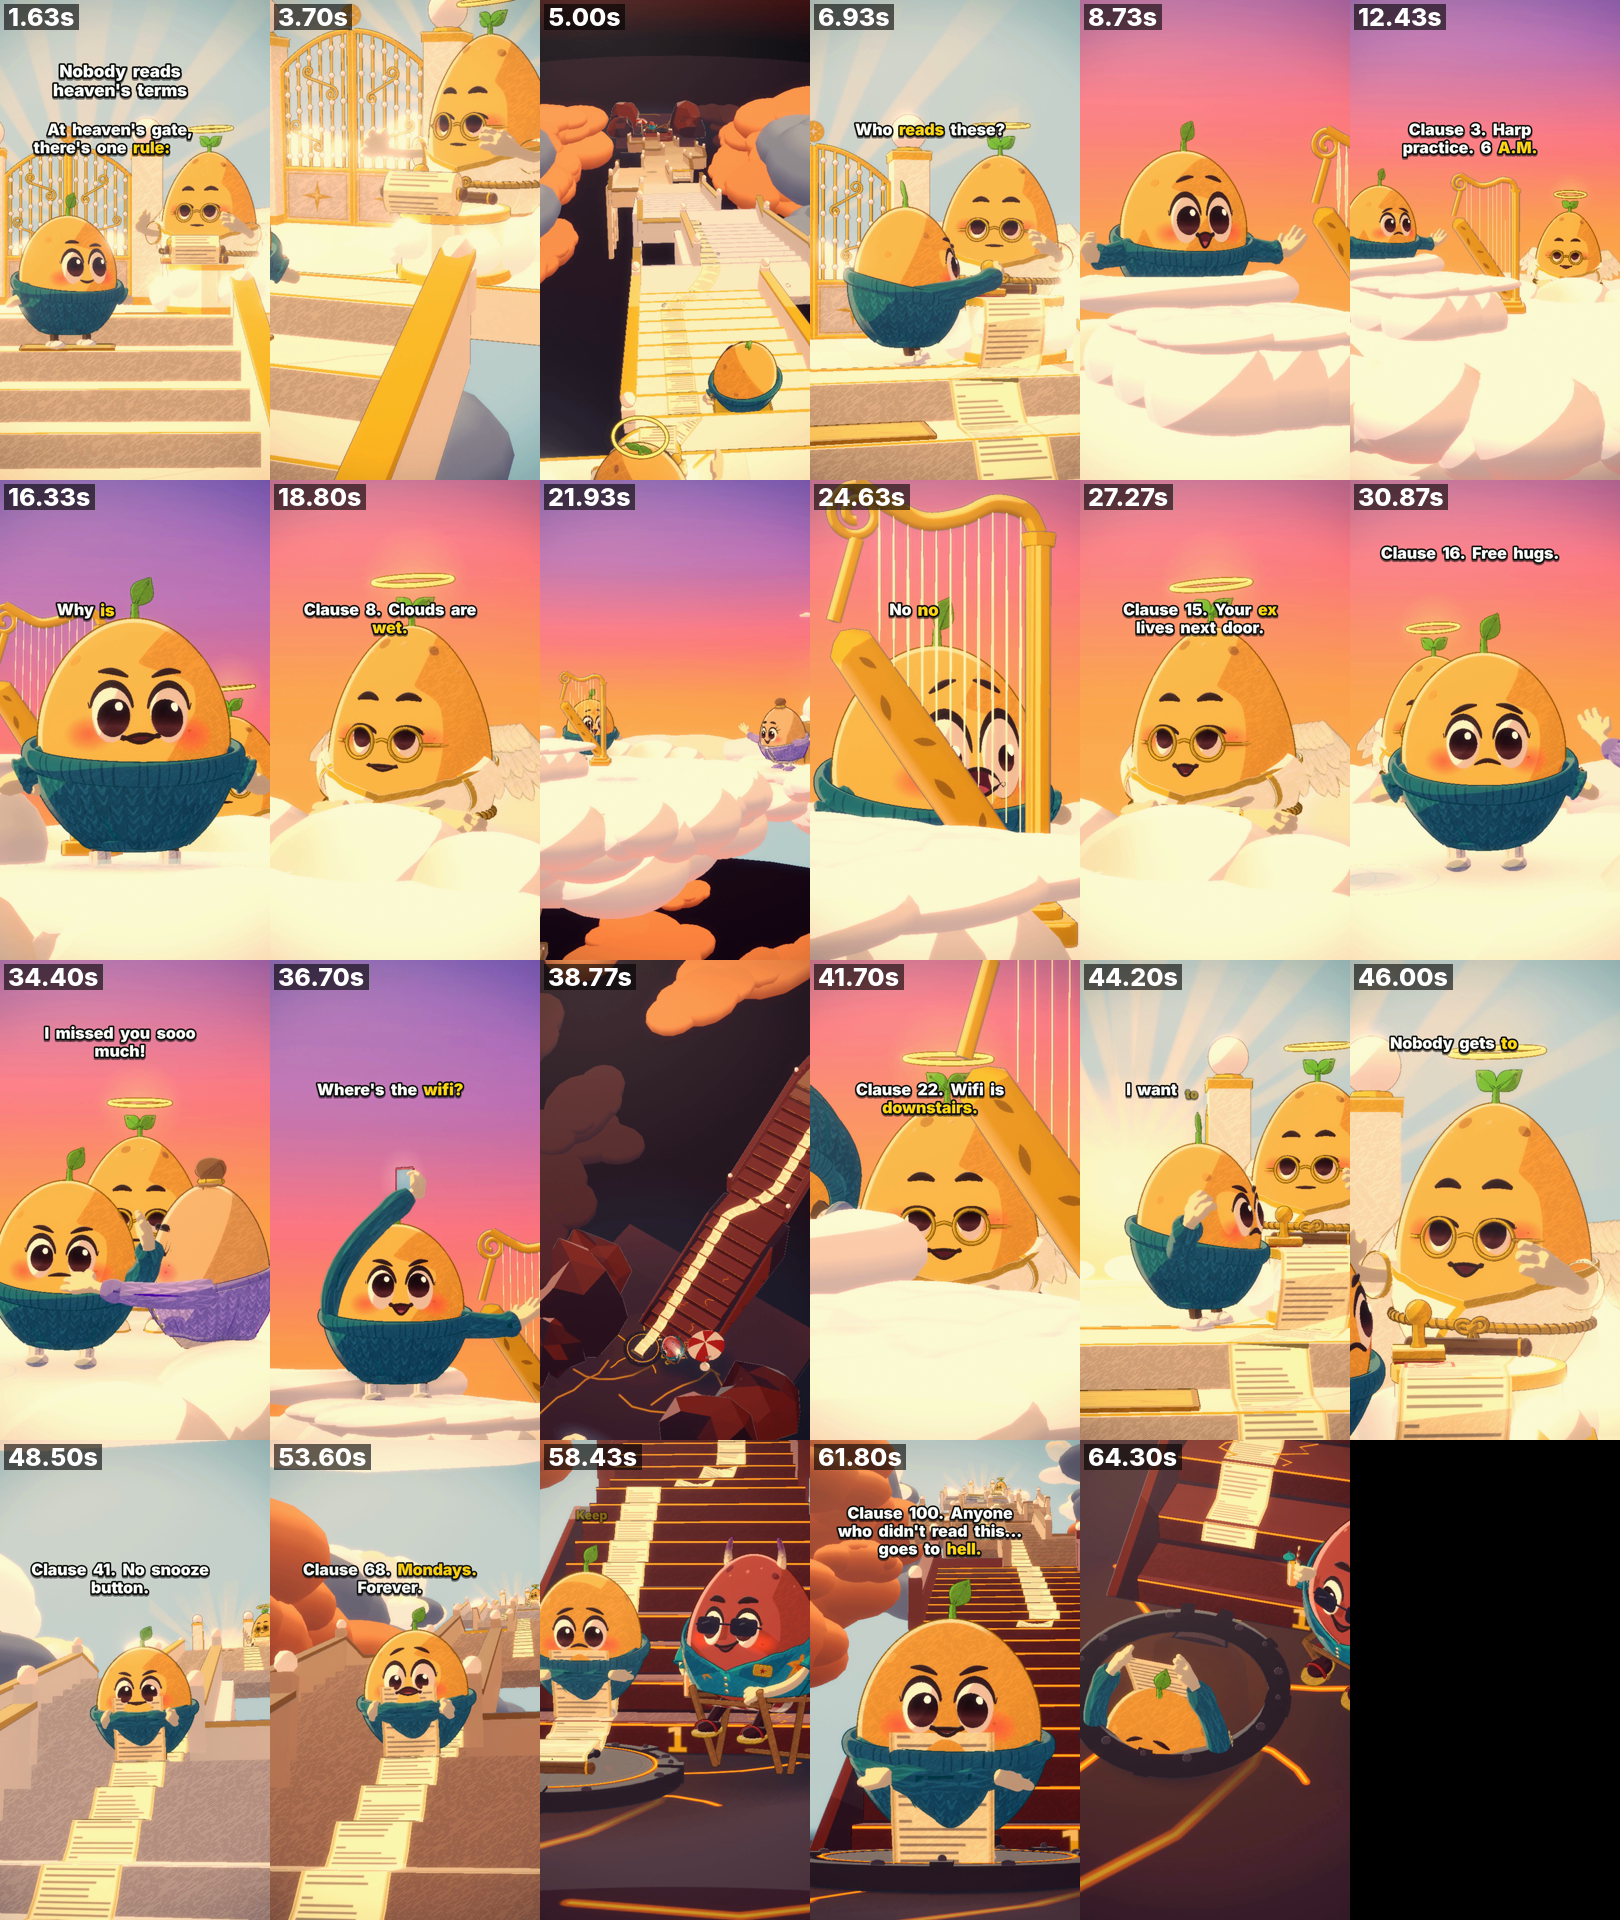 1.63s
Nobody reads
heaven's terms
At heaven's gate,
there's one rule:
3.70s
5.00s
6.93s
Who reads these?
8.73s
12.43s
Clause 3. Harp
practice. 6 A.M.
16.33s
Why is
18.80s
Clause 8. Clouds are
wet.
21.93s
24.63s
No no
27.27s
Clause 15. Your ex
lives next door.
30.87s
Clause 16. Free hugs.
34.40s
I missed you sooo
much!
36.70s
Where's the wifi?
38.77s
41.70s
Clause 22. Wifi is
downstairs.
44.20s
I want to
46.00s
Nobody gets to
48.50s
Clause 41. No snooze
button.
53.60s
Clause 68. Mondays.
Forever.
58.43s
Keep
1
61.80s
Clause 100. Anyone
who didn't read this...
goes to hell.
1
64.30s
1